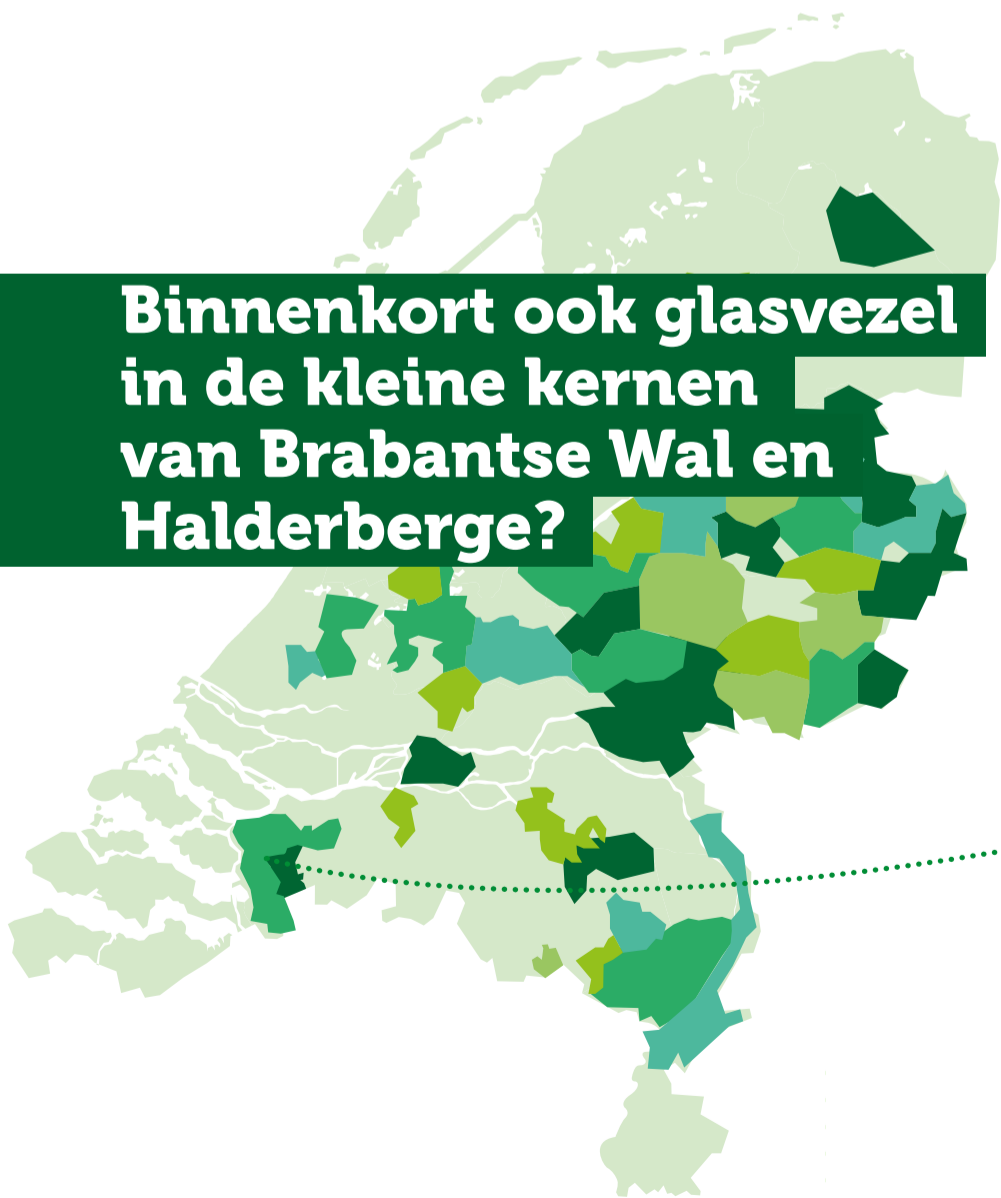 Binnenkort ook glasvezel
in de kleine kernen
van Brabantse Wal en
Halderberge?